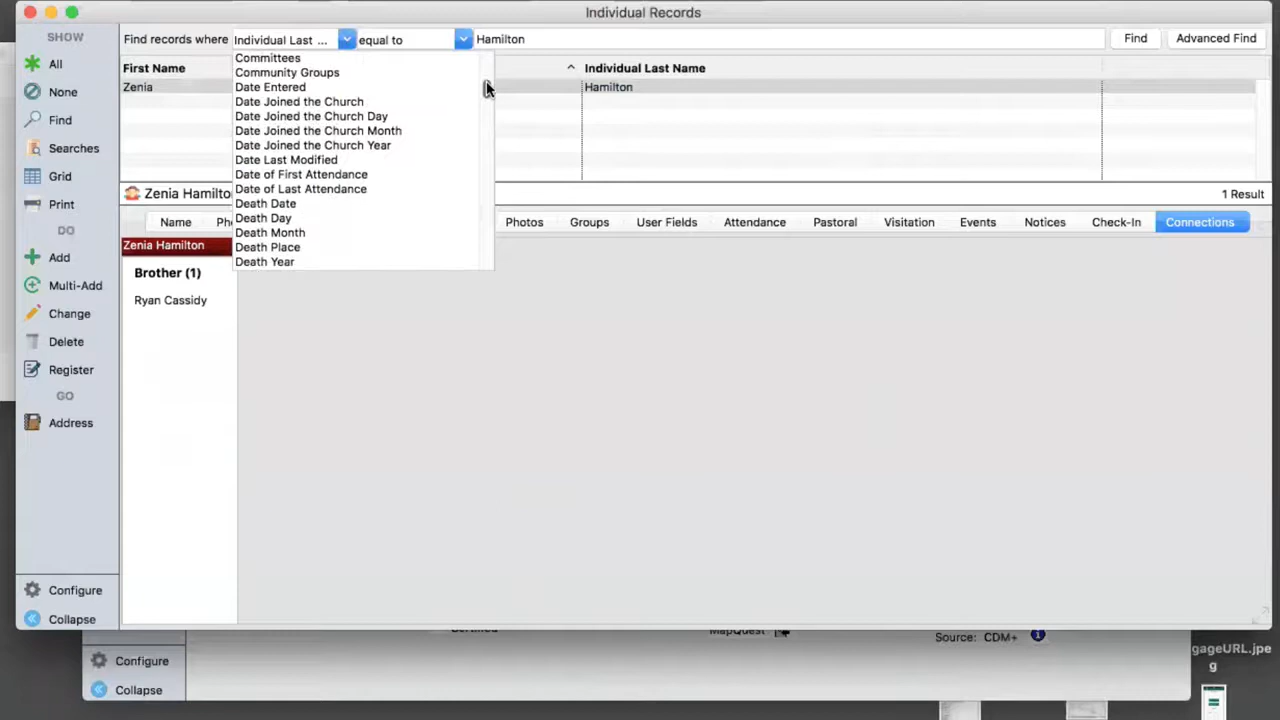 Individual Records
SHOW
All
None
Find
Searches
Grid
Print
DO
Add
Multi-Add
Change
Delete
Register
GO
Address
Configure
Collapse
Find records where Individual Last ... equal to Hamilton Find Advanced Find
First Name
Individual Last Name
Zenia
Hamilton
Committees
Community Groups
Date Entered
Date Joined the Church
Date Joined the Church Day
Date Joined the Church Month
Date Joined the Church Year
Date Last Modified
Date of First Attendance
Date of Last Attendance
Death Date
Death Day
Death Month
Death Place
Death Year
Zenia Hamilto
1 Result
Name Pho Photos Groups User Fields Attendance Pastoral Visitation Events Notices Check-In Connections
Zenia Hamilton
Brother (1)
Ryan Cassidy
MapQuest
Source: CDM+
Configure
Collapse
gageURL.jpe
g